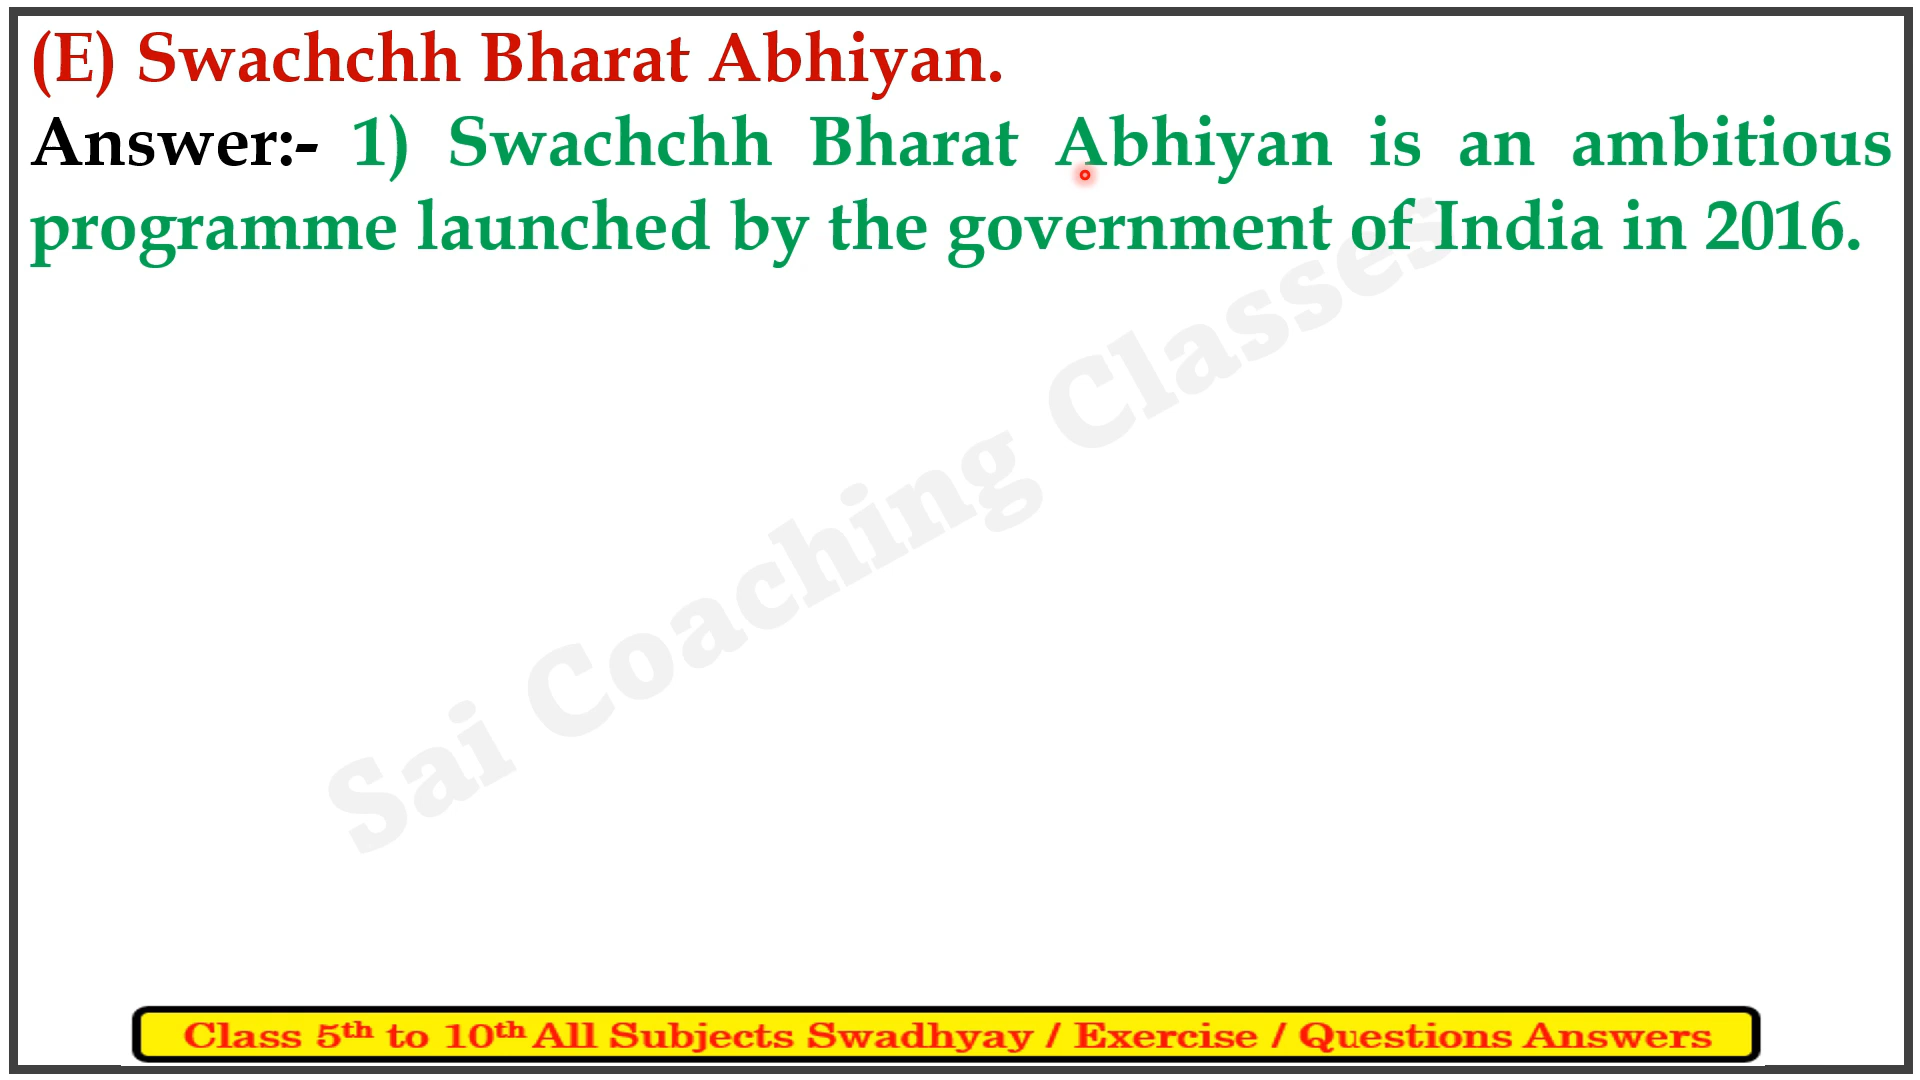 (E) Swachchh Bharat Abhiyan.
Answer:- 1) Swachchh Bharat Abhiyan is an ambitious
programme launched by the government of India in 2016.
Sai Coaching Classes
Class 5th to 10th All Subjects Swadhyay / Exercise / Questions Answers